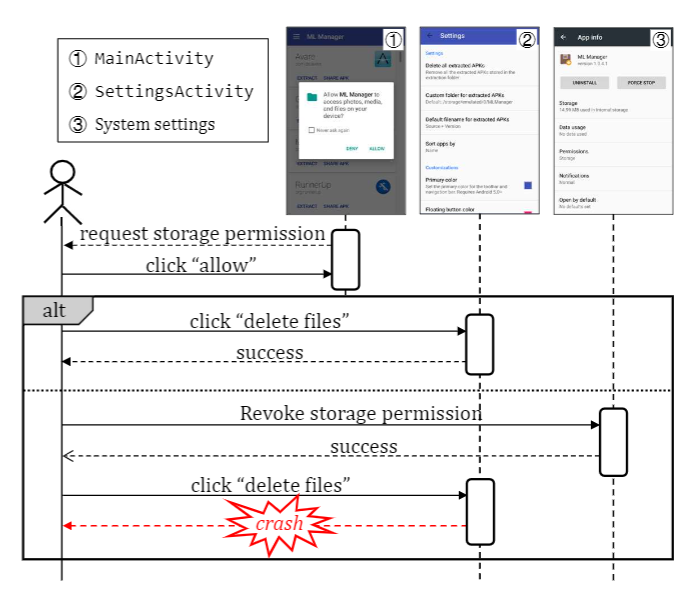 ① MainActivity
② SettingsActivity
③ System settings
ML Manager
①
Aware
EXTRACT SHARE APK
Allow ML Manager to
access photos, media,
and files on your
device?
Never ask again
DENY ALLOW
SHARE APK
RunnerUp
EXTRACT SHARE APK
Settings
②
Settings
Delete all extracted APKs
Remove all the extracted APKs stored in the
extraction folder
Custom folder for extracted APKs
Default: /storage/emulated/0/MLManager
Default filename for extracted APKs
Source + Version
Sort apps by
Name
Customizations
Primary color
Set the primary color for the toolbar and
navigation bar. Requires Android 5.0+
Floating button color
App info
③
ML Manager
version 1.0.4.1
UNINSTALL FORCE STOP
Storage
14.99 MB used in Internal storage
Data usage
No data used
Permissions
Storage
Notifications
Normal
Open by default
No defaults set
request storage permission
click “allow”
alt
click “delete files”
success
Revoke storage permission
success
click “delete files”
crash